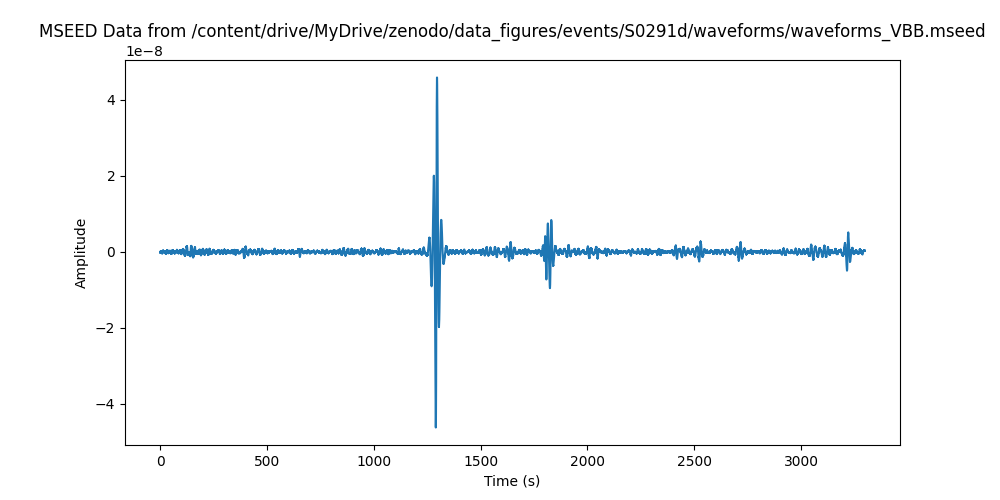 MSEED Data from /content/drive/MyDrive/zenodo/data_figures/events/S0291d/waveforms/waveforms_VBB.mseed
1e−8
4
2
0
−2
−4
Amplitude
0 500 1000 1500 2000 2500 3000
Time (s)